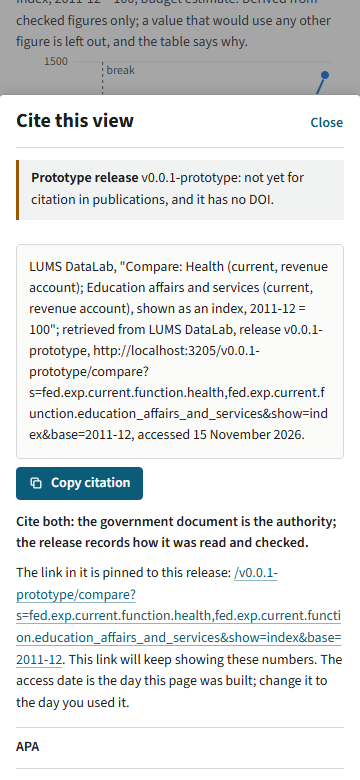 index, 2011-12 = 100, budget estimate. Derived from
checked figures only; a value that would use any other
figure is left out, and the table says why.
1500
break
Cite this view
Close
Prototype release v0.0.1-prototype: not yet for
citation in publications, and it has no DOI.
LUMS DataLab, "Compare: Health (current, revenue
account); Education affairs and services (current,
revenue account), shown as an index, 2011-12 =
100"; retrieved from LUMS DataLab, release v0.0.1-
prototype, http://localhost:3205/v0.0.1-
prototype/compare?
s=fed.exp.current.function.health,fed.exp.current.f
unction.education_affairs_and_services&show=ind
ex&base=2011-12, accessed 15 November 2026.
Copy citation
Cite both: the government document is the authority;
the release records how it was read and checked.
The link in it is pinned to this release: /v0.0.1-
prototype/compare?
s=fed.exp.current.function.health,fed.exp.current.functi
on.education_affairs_and_services&show=index&base=
2011-12. This link will keep showing these numbers. The
access date is the day this page was built; change it to
the day you used it.
APA